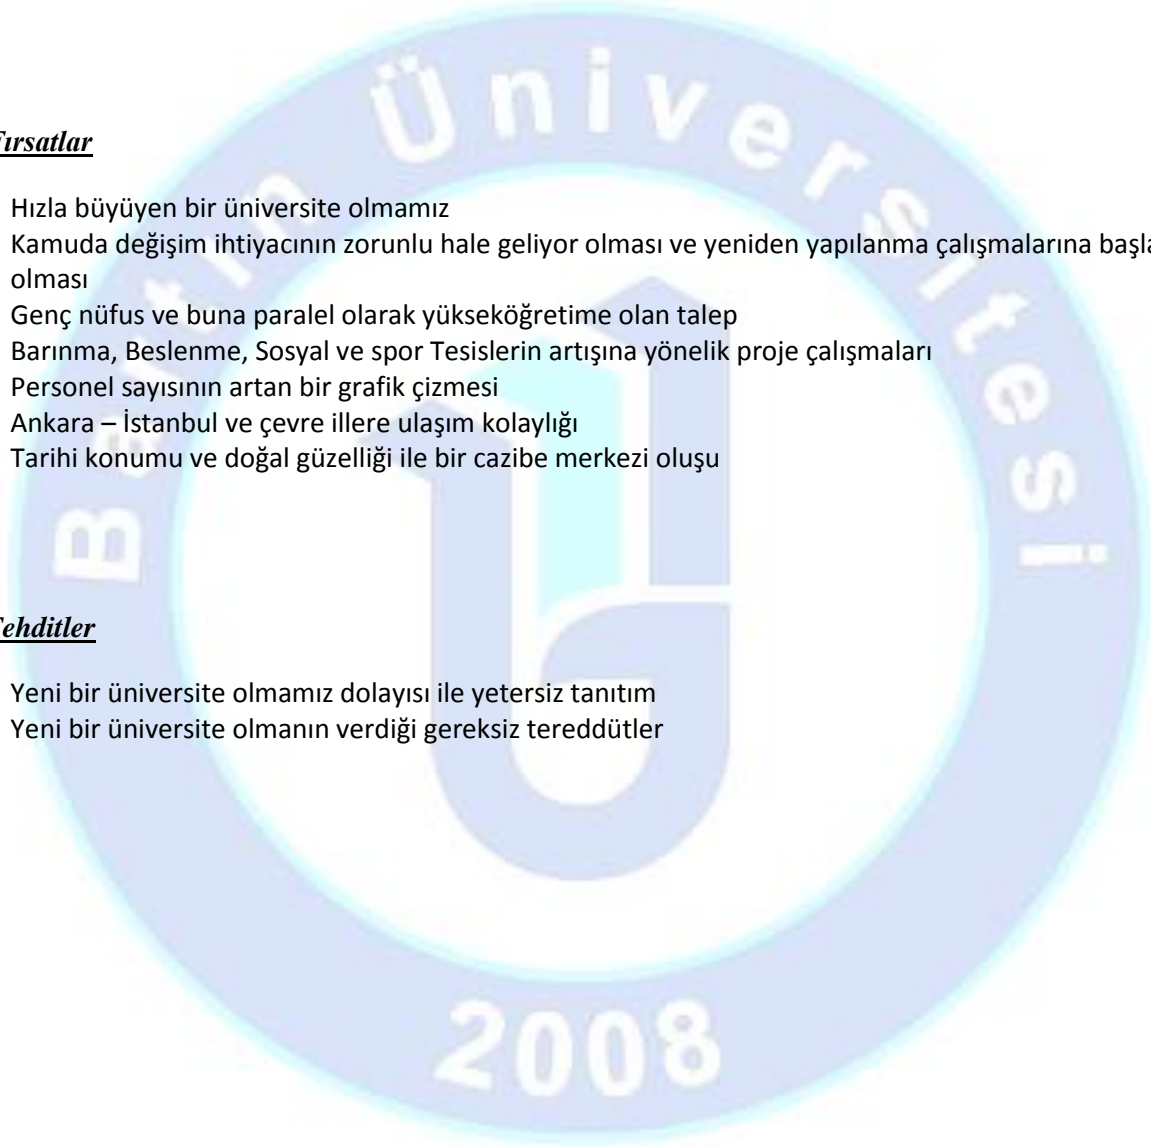 Bartın Üniversitesi
Fırsatlar
Hızla büyüyen bir üniversite olmamız
Kamuda değişim ihtiyacının zorunlu hale geliyor olması ve yeniden yapılanma çalışmalarına başla
olması
Genç nüfus ve buna paralel olarak yükseköğretime olan talep
Barınma, Beslenme, Sosyal ve spor Tesislerin artışına yönelik proje çalışmaları
Personel sayısının artan bir grafik çizmesi
Ankara – İstanbul ve çevre illere ulaşım kolaylığı
Tarihi konumu ve doğal güzelliği ile bir cazibe merkezi oluşu
Tehditler
Yeni bir üniversite olmamız dolayısı ile yetersiz tanıtım
Yeni bir üniversite olmanın verdiği gereksiz tereddütler
2008